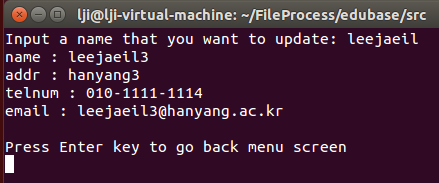 lji@lji-virtual-machine: ~/FileProcess/edubase/src
Input a name that you want to update: leejaeil
name : leejaeil3
addr : hanyang3
telnum : 010-1111-1114
email : leejaeil3@hanyang.ac.kr
Press Enter key to go back menu screen